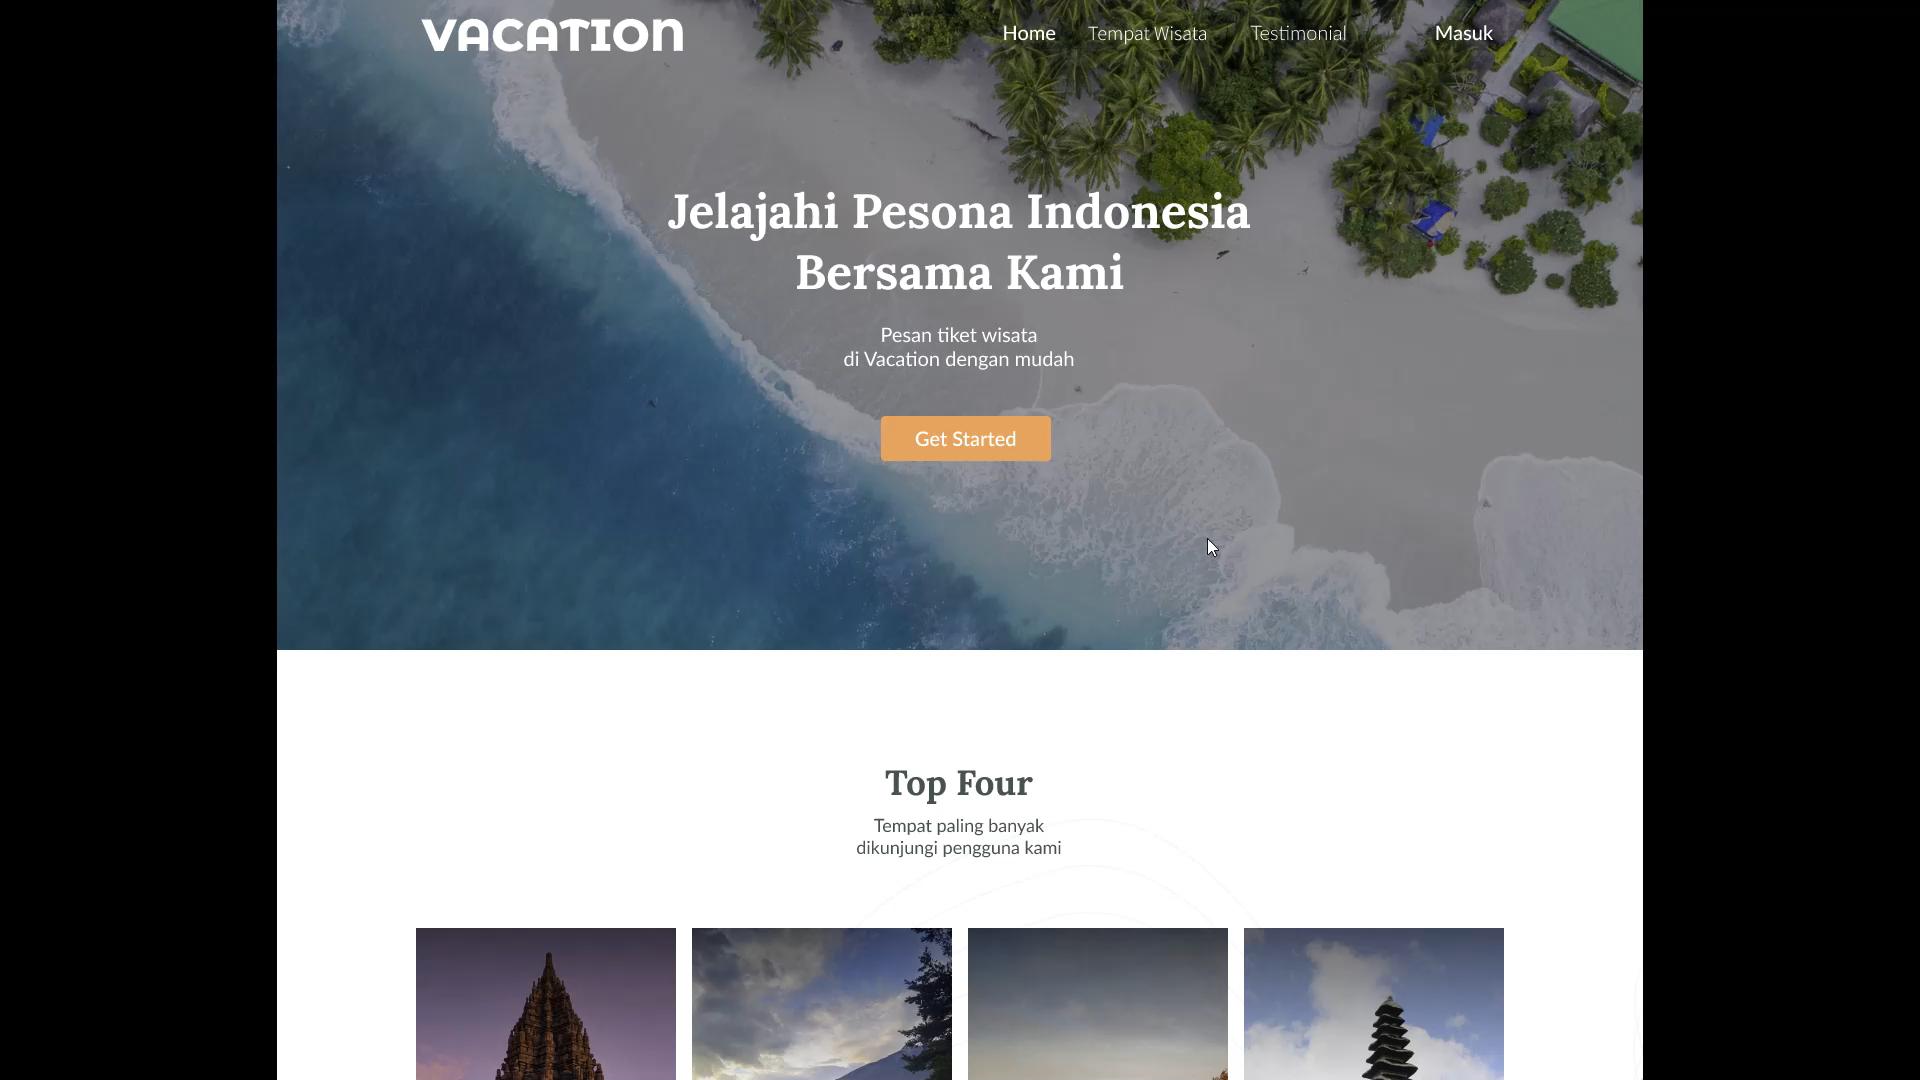 VACATION
Home
Tempat Wisata
Testimonial
Masuk
Jelajahi Pesona Indonesia
Bersama Kami
Pesan tiket wisata
di Vacation dengan mudah
Get Started
Top Four
Tempat paling banyak
dikunjungi pengguna kami